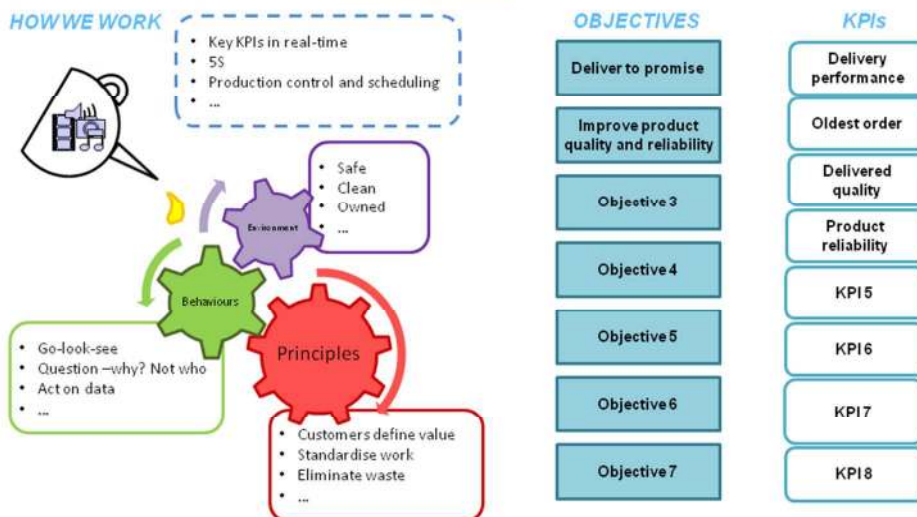 HOW WE WORK
• Key KPIs in real-time
• 5S
• Production control and scheduling
• ...
• Safe
• Clean
• Owned
• ...
Environment
Behaviours
Principles
• Go-look-see
• Question –why? Not who
• Act on data
• ...
• Customers define value
• Standardise work
• Eliminate waste
• ...
OBJECTIVES
Deliver to promise
Improve product
quality and reliability
Objective 3
Objective 4
Objective 5
Objective 6
Objective 7
KPIs
Delivery
performance
Oldest order
Delivered
quality
Product
reliability
KPI 5
KPI 6
KPI 7
KPI 8